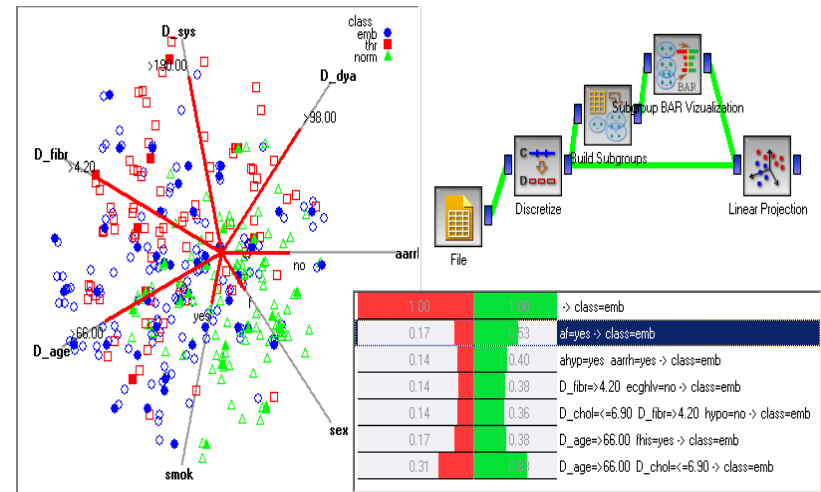 D_sys
class
emb
thr
norm
>130.00
D_dya
>98.00
D_fibr
>4.20
aarrl
no
f
yes
>66.00
D_age
sex
smok
BAR
Subgroup BAR Vizualization
Build Subgroups
C
D
Discretize
Linear Projection
File
1.00 1.00 -> class=emb
0.17 0.53 af=yes -> class=emb
0.14 0.40 ahyp=yes aarrh=yes -> class=emb
0.14 0.38 D_fibr=>4.20 ecghlv=no -> class=emb
0.14 0.36 D_chol=<=6.90 D_fibr=>4.20 hypo=no -> class=emb
0.17 0.38 D_age=>66.00 fhis=yes -> class=emb
0.31 0.63 D_age=>66.00 D_chol=<=6.90 -> class=emb